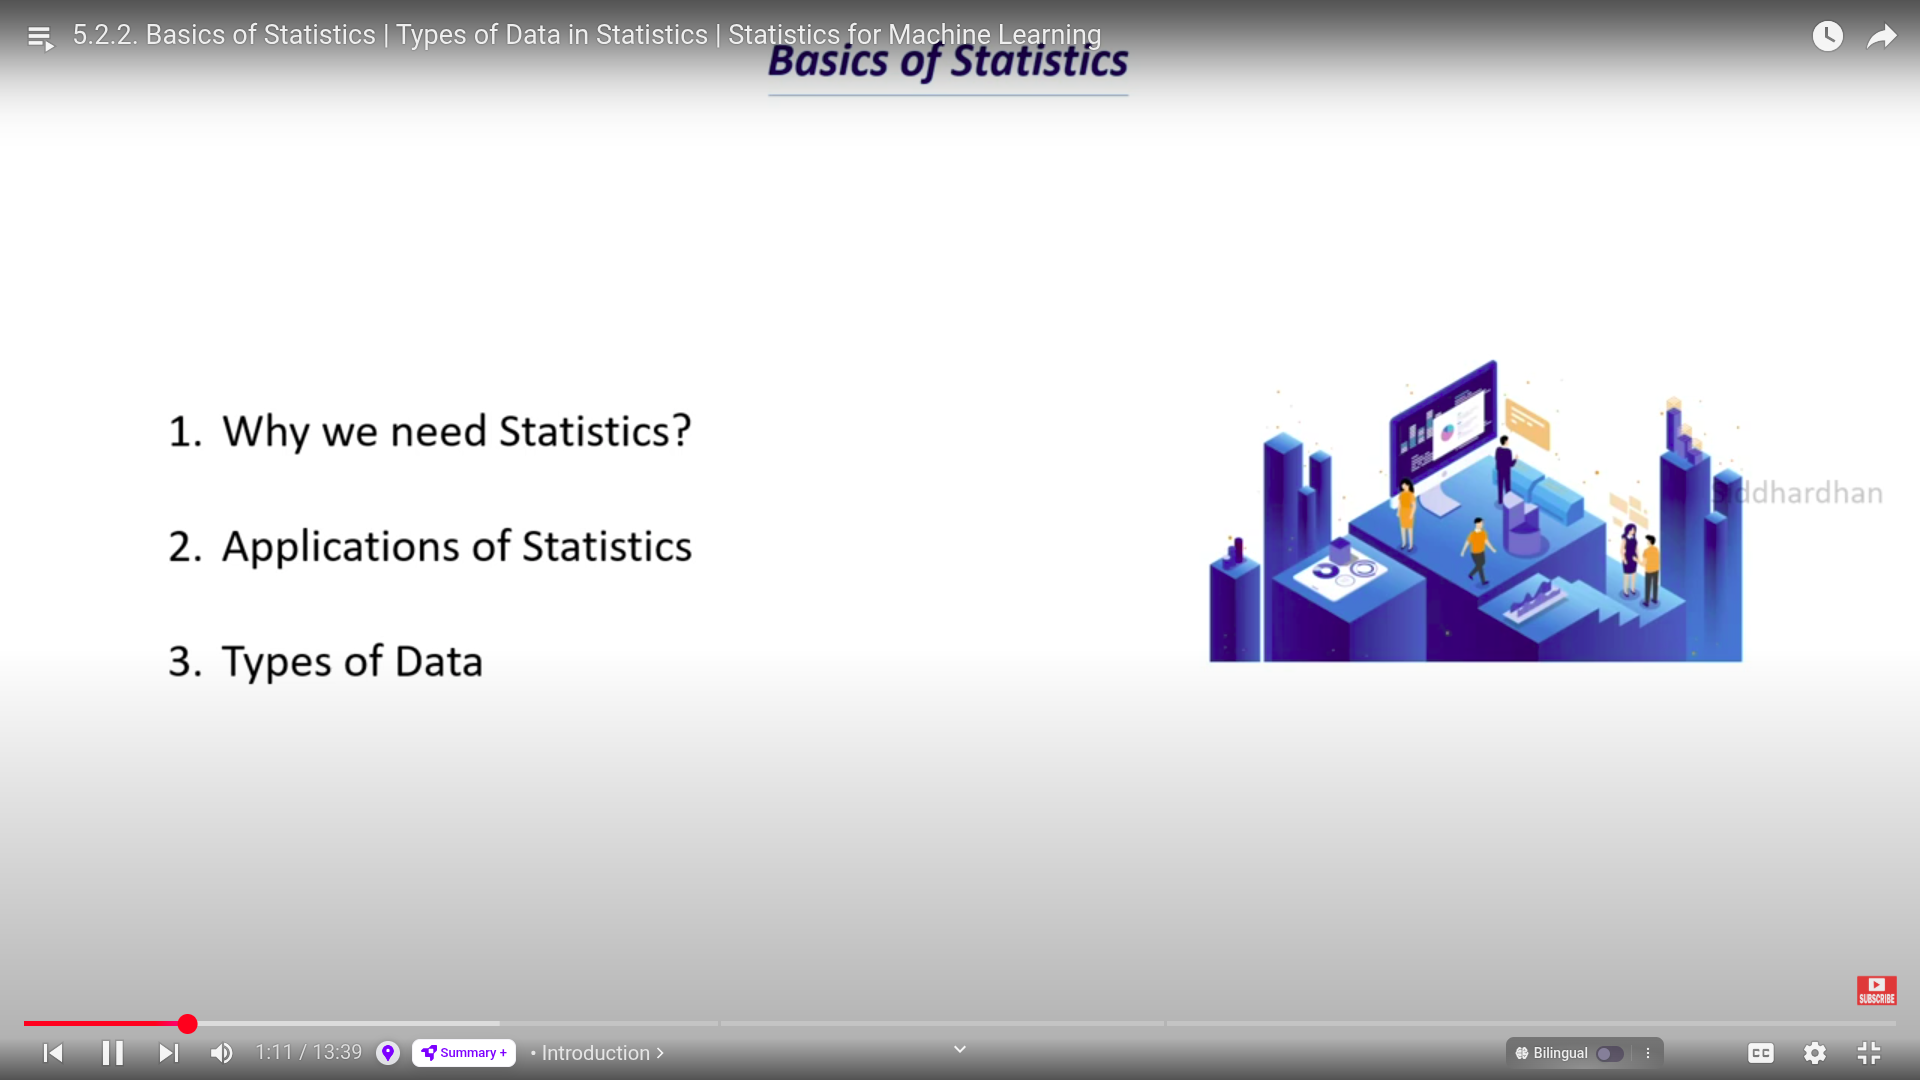 5.2.2. Basics of Statistics | Types of Data in Statistics | Statistics for Machine Learning
Basics of Statistics
1. Why we need Statistics?
2. Applications of Statistics
3. Types of Data
Siddhardhan
SUBSCRIBE
1:11 / 13:39
Summary +
• Introduction >
Bilingual
CC